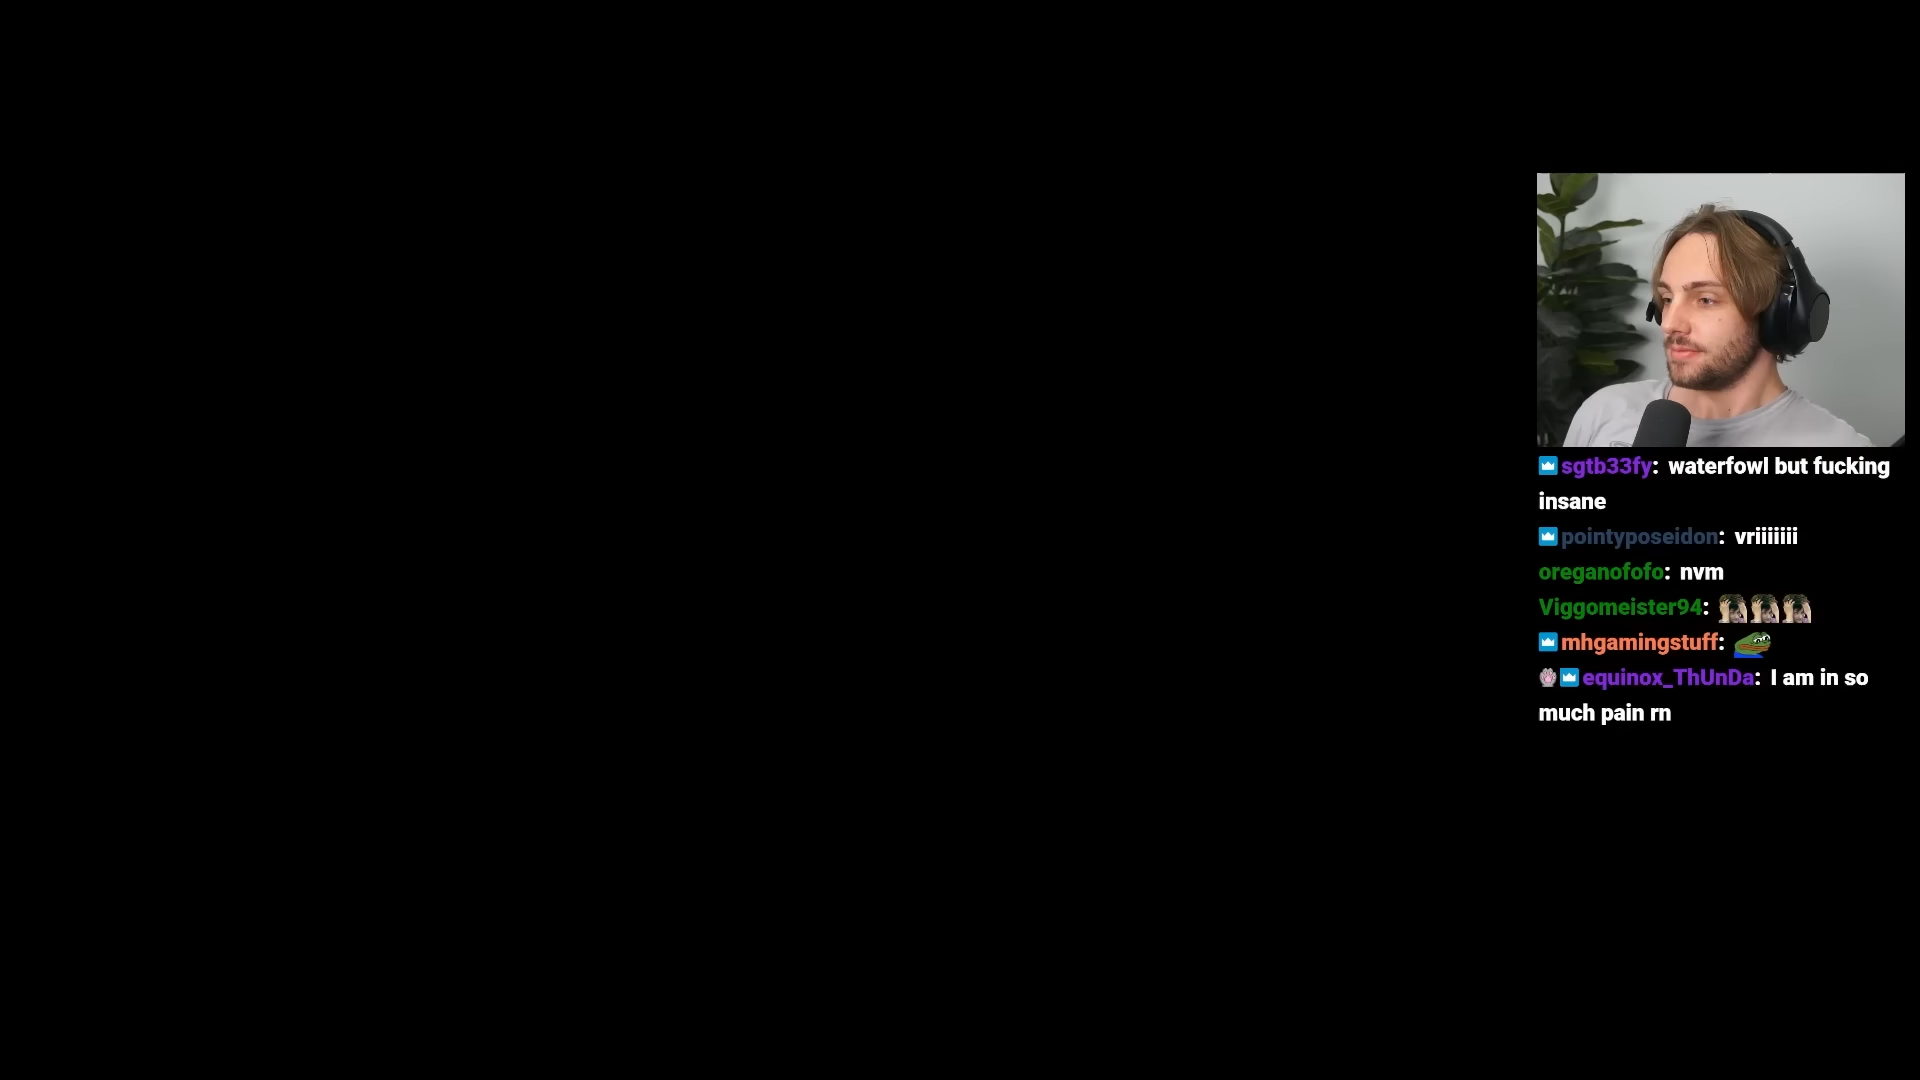 sgtb33fy: waterfowl but fucking
insane
pointyposeidon: vriiiiiii
oreganofofo: nvm
Viggomeister94:
mhgamingstuff:
equinox_ThUnDa: I am in so
much pain rn